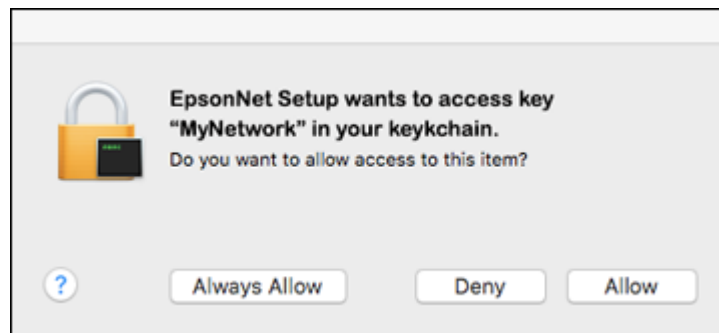 EpsonNet Setup wants to access key
“MyNetwork” in your keykchain.
Do you want to allow access to this item?
?
Always Allow
Deny
Allow